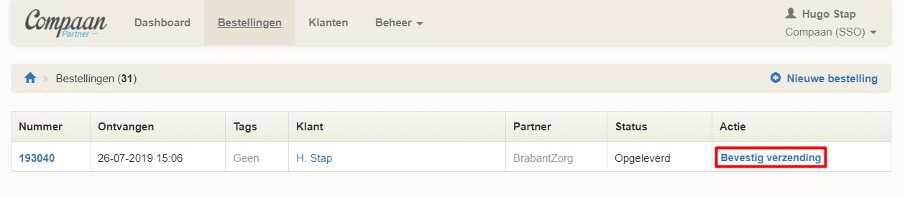 Compaan Dashboard Bestellingen Klanten Beheer Hugo Stap
Partner Compaan (SSO)
» Bestellingen (31) Nieuwe bestelling
Nummer Ontvangen Tags Klant Partner Status Actie
193040 26-07-2019 15:06 Geen H. Stap BrabantZorg Opgeleverd Bevestig verzending